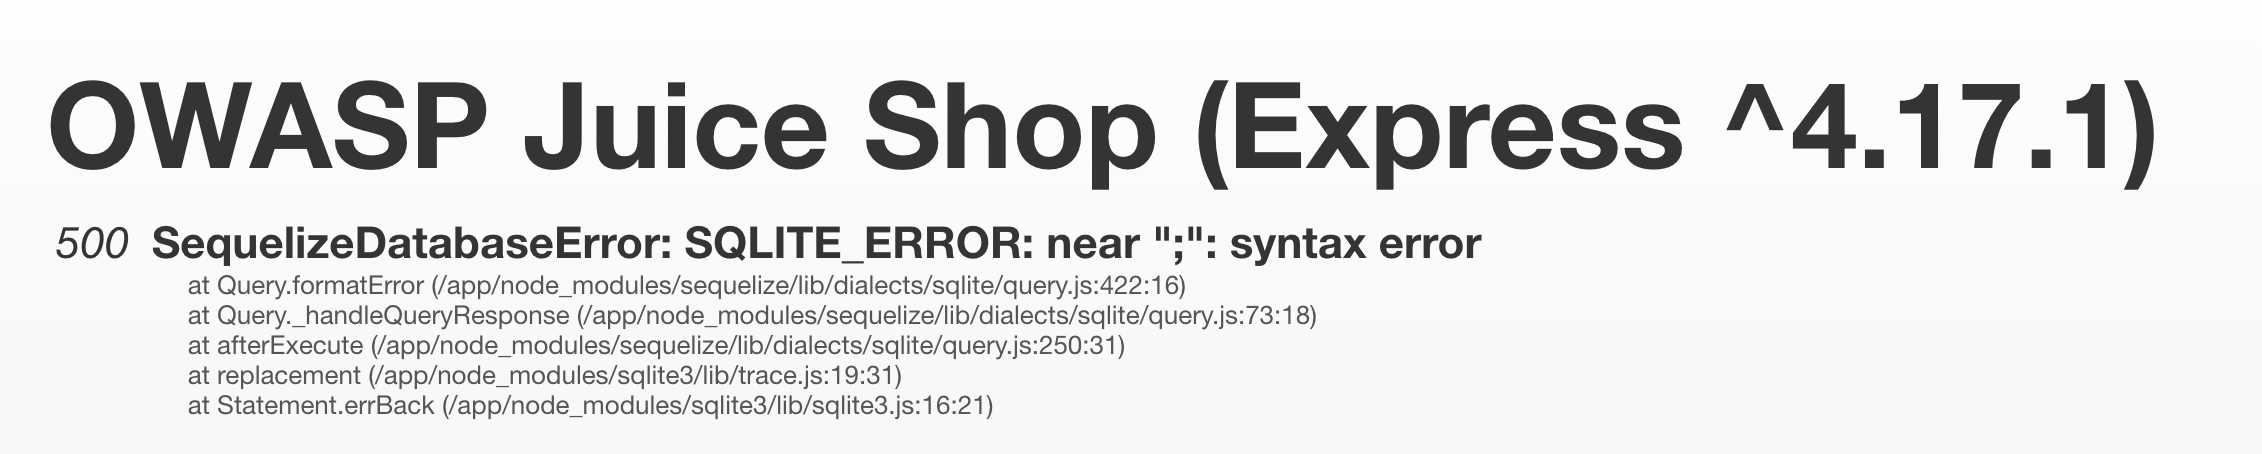 OWASP Juice Shop (Express ^4.17.1)
500 SequelizeDatabaseError: SQLITE_ERROR: near ";": syntax error
at Query.formatError (/app/node_modules/sequelize/lib/dialects/sqlite/query.js:422:16)
at Query._handleQueryResponse (/app/node_modules/sequelize/lib/dialects/sqlite/query.js:73:18)
at afterExecute (/app/node_modules/sequelize/lib/dialects/sqlite/query.js:250:31)
at replacement (/app/node_modules/sqlite3/lib/trace.js:19:31)
at Statement.errBack (/app/node_modules/sqlite3/lib/sqlite3.js:16:21)